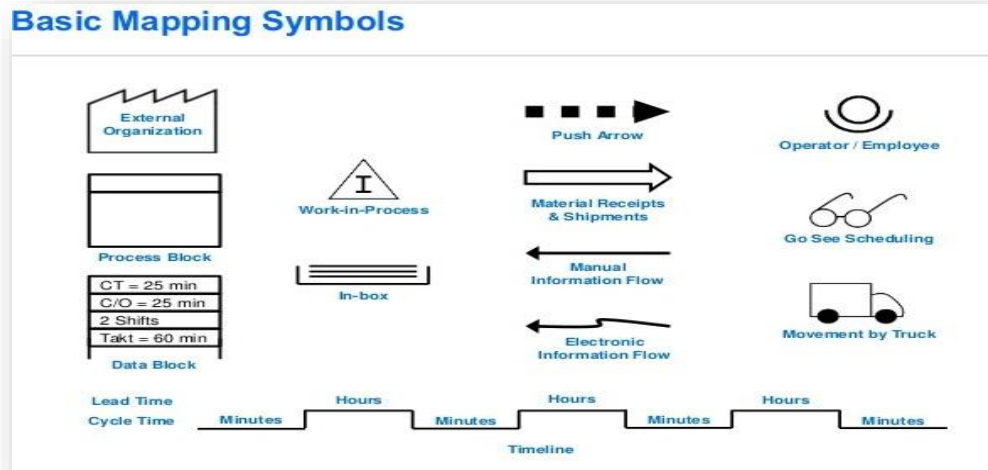 Basic Mapping Symbols
External
Organization
Process Block
CT = 25 min
C/O = 25 min
2 Shifts
Takt = 60 min
Data Block
I
Work-in-Process
In-box
Push Arrow
Material Receipts
& Shipments
Manual
Information Flow
Electronic
Information Flow
Operator / Employee
Go See Scheduling
Movement by Truck
Lead Time
Hours
Hours
Hours
Cycle Time
Minutes
Minutes
Minutes
Minutes
Timeline